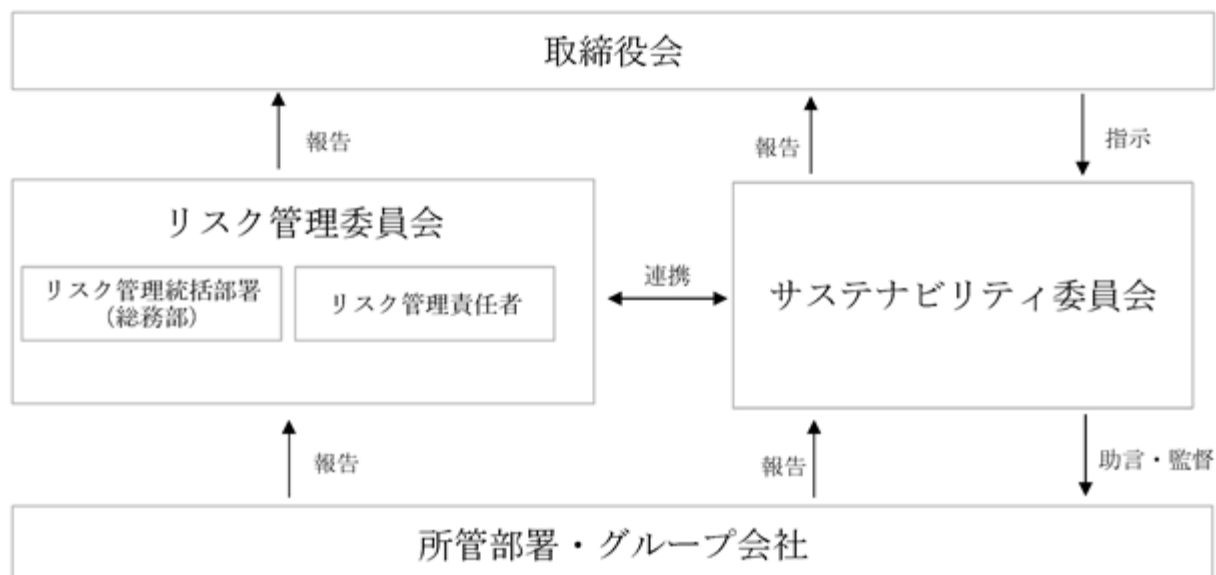 取締役会
報告
報告
指示
リスク管理委員会
リスク管理統括部署
（総務部）
リスク管理責任者
連携
サステナビリティ委員会
報告
報告
助言・監督
所管部署・グループ会社